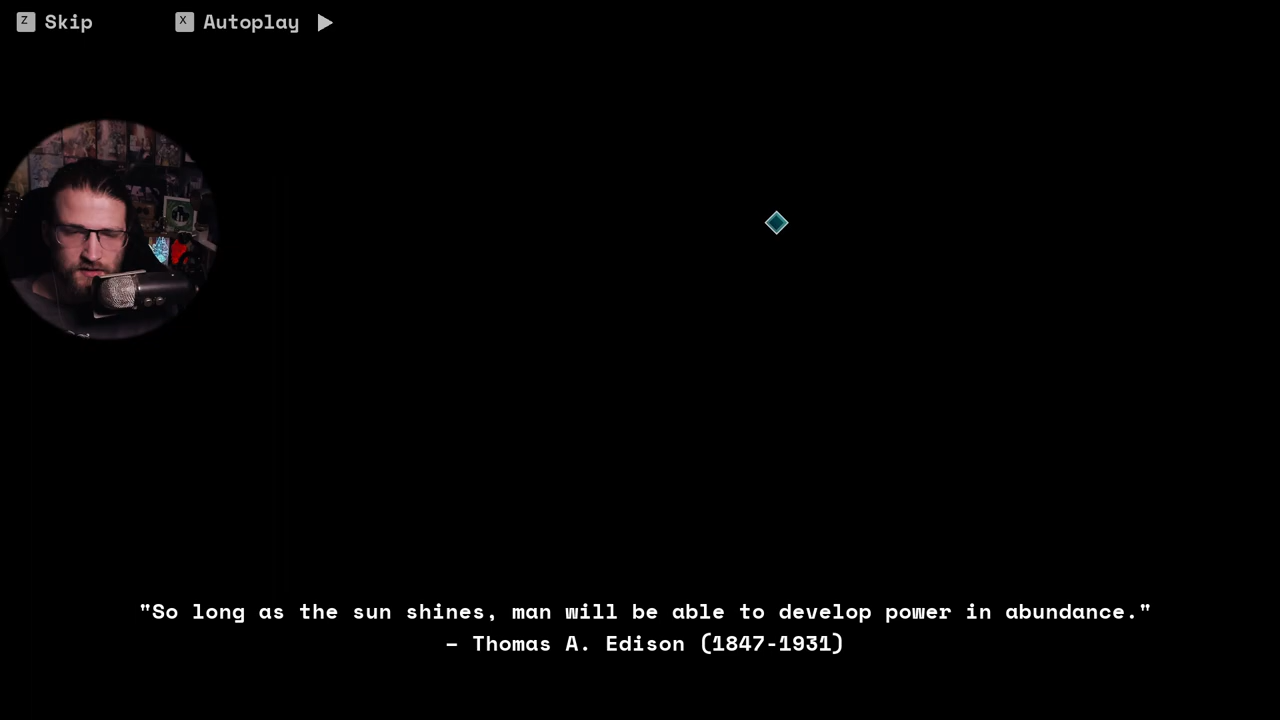 Z Skip
X Autoplay
"So long as the sun shines, man will be able to develop power in abundance."
– Thomas A. Edison (1847-1931)